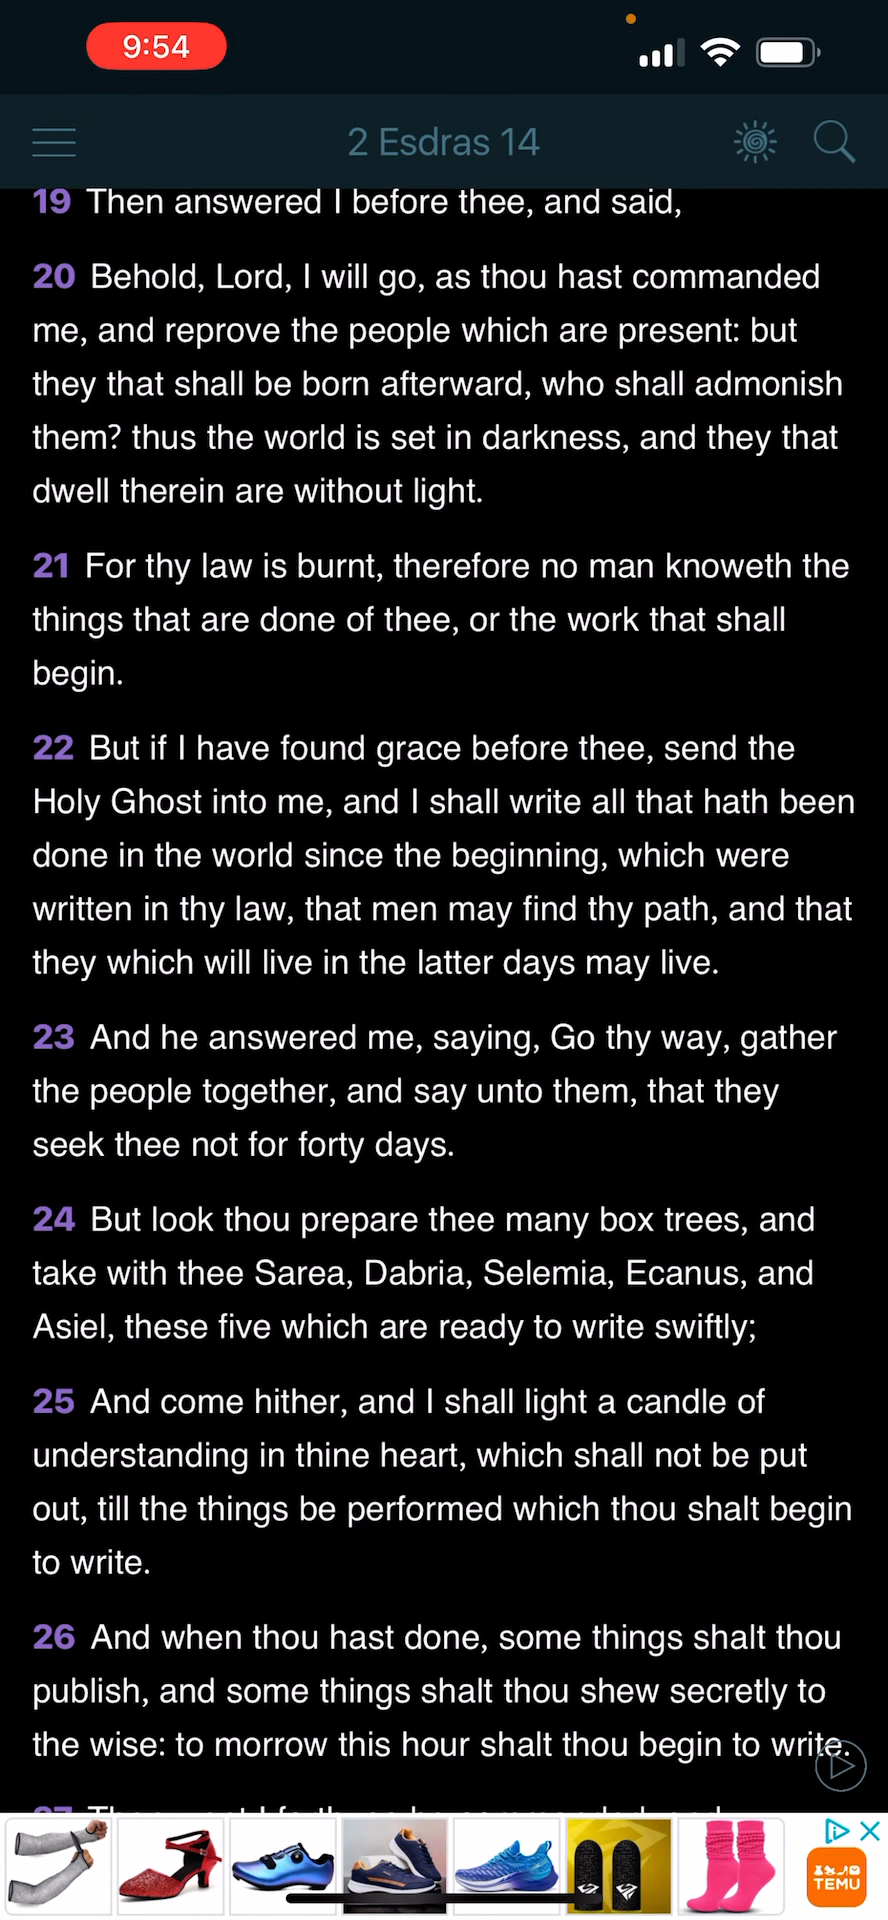 9:54
2 Esdras 14
19 Then answered I before thee, and said,
20 Behold, Lord, I will go, as thou hast commanded
me, and reprove the people which are present: but
they that shall be born afterward, who shall admonish
them? thus the world is set in darkness, and they that
dwell therein are without light.
21 For thy law is burnt, therefore no man knoweth the
things that are done of thee, or the work that shall
begin.
22 But if I have found grace before thee, send the
Holy Ghost into me, and I shall write all that hath been
done in the world since the beginning, which were
written in thy law, that men may find thy path, and that
they which will live in the latter days may live.
23 And he answered me, saying, Go thy way, gather
the people together, and say unto them, that they
seek thee not for forty days.
24 But look thou prepare thee many box trees, and
take with thee Sarea, Dabria, Selemia, Ecanus, and
Asiel, these five which are ready to write swiftly;
25 And come hither, and I shall light a candle of
understanding in thine heart, which shall not be put
out, till the things be performed which thou shalt begin
to write.
26 And when thou hast done, some things shalt thou
publish, and some things shalt thou shew secretly to
the wise: to morrow this hour shalt thou begin to write.
TEMU